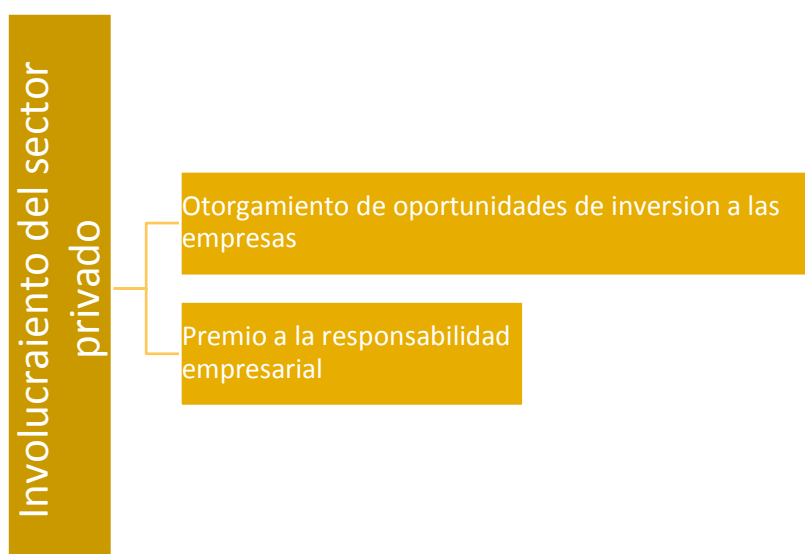 Involucraiento del sector
privado
Otorgamiento de oportunidades de inversion a las
empresas
Premio a la responsabilidad
empresarial